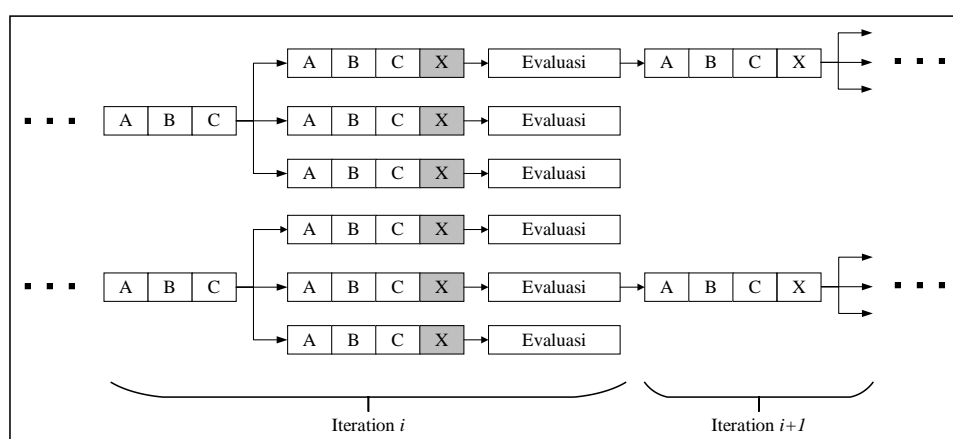 A B C X Evaluasi A B C X
A B C A B C X Evaluasi
A B C X Evaluasi
A B C X Evaluasi
A B C A B C X Evaluasi A B C X
A B C X Evaluasi
Iteration i Iteration i+1